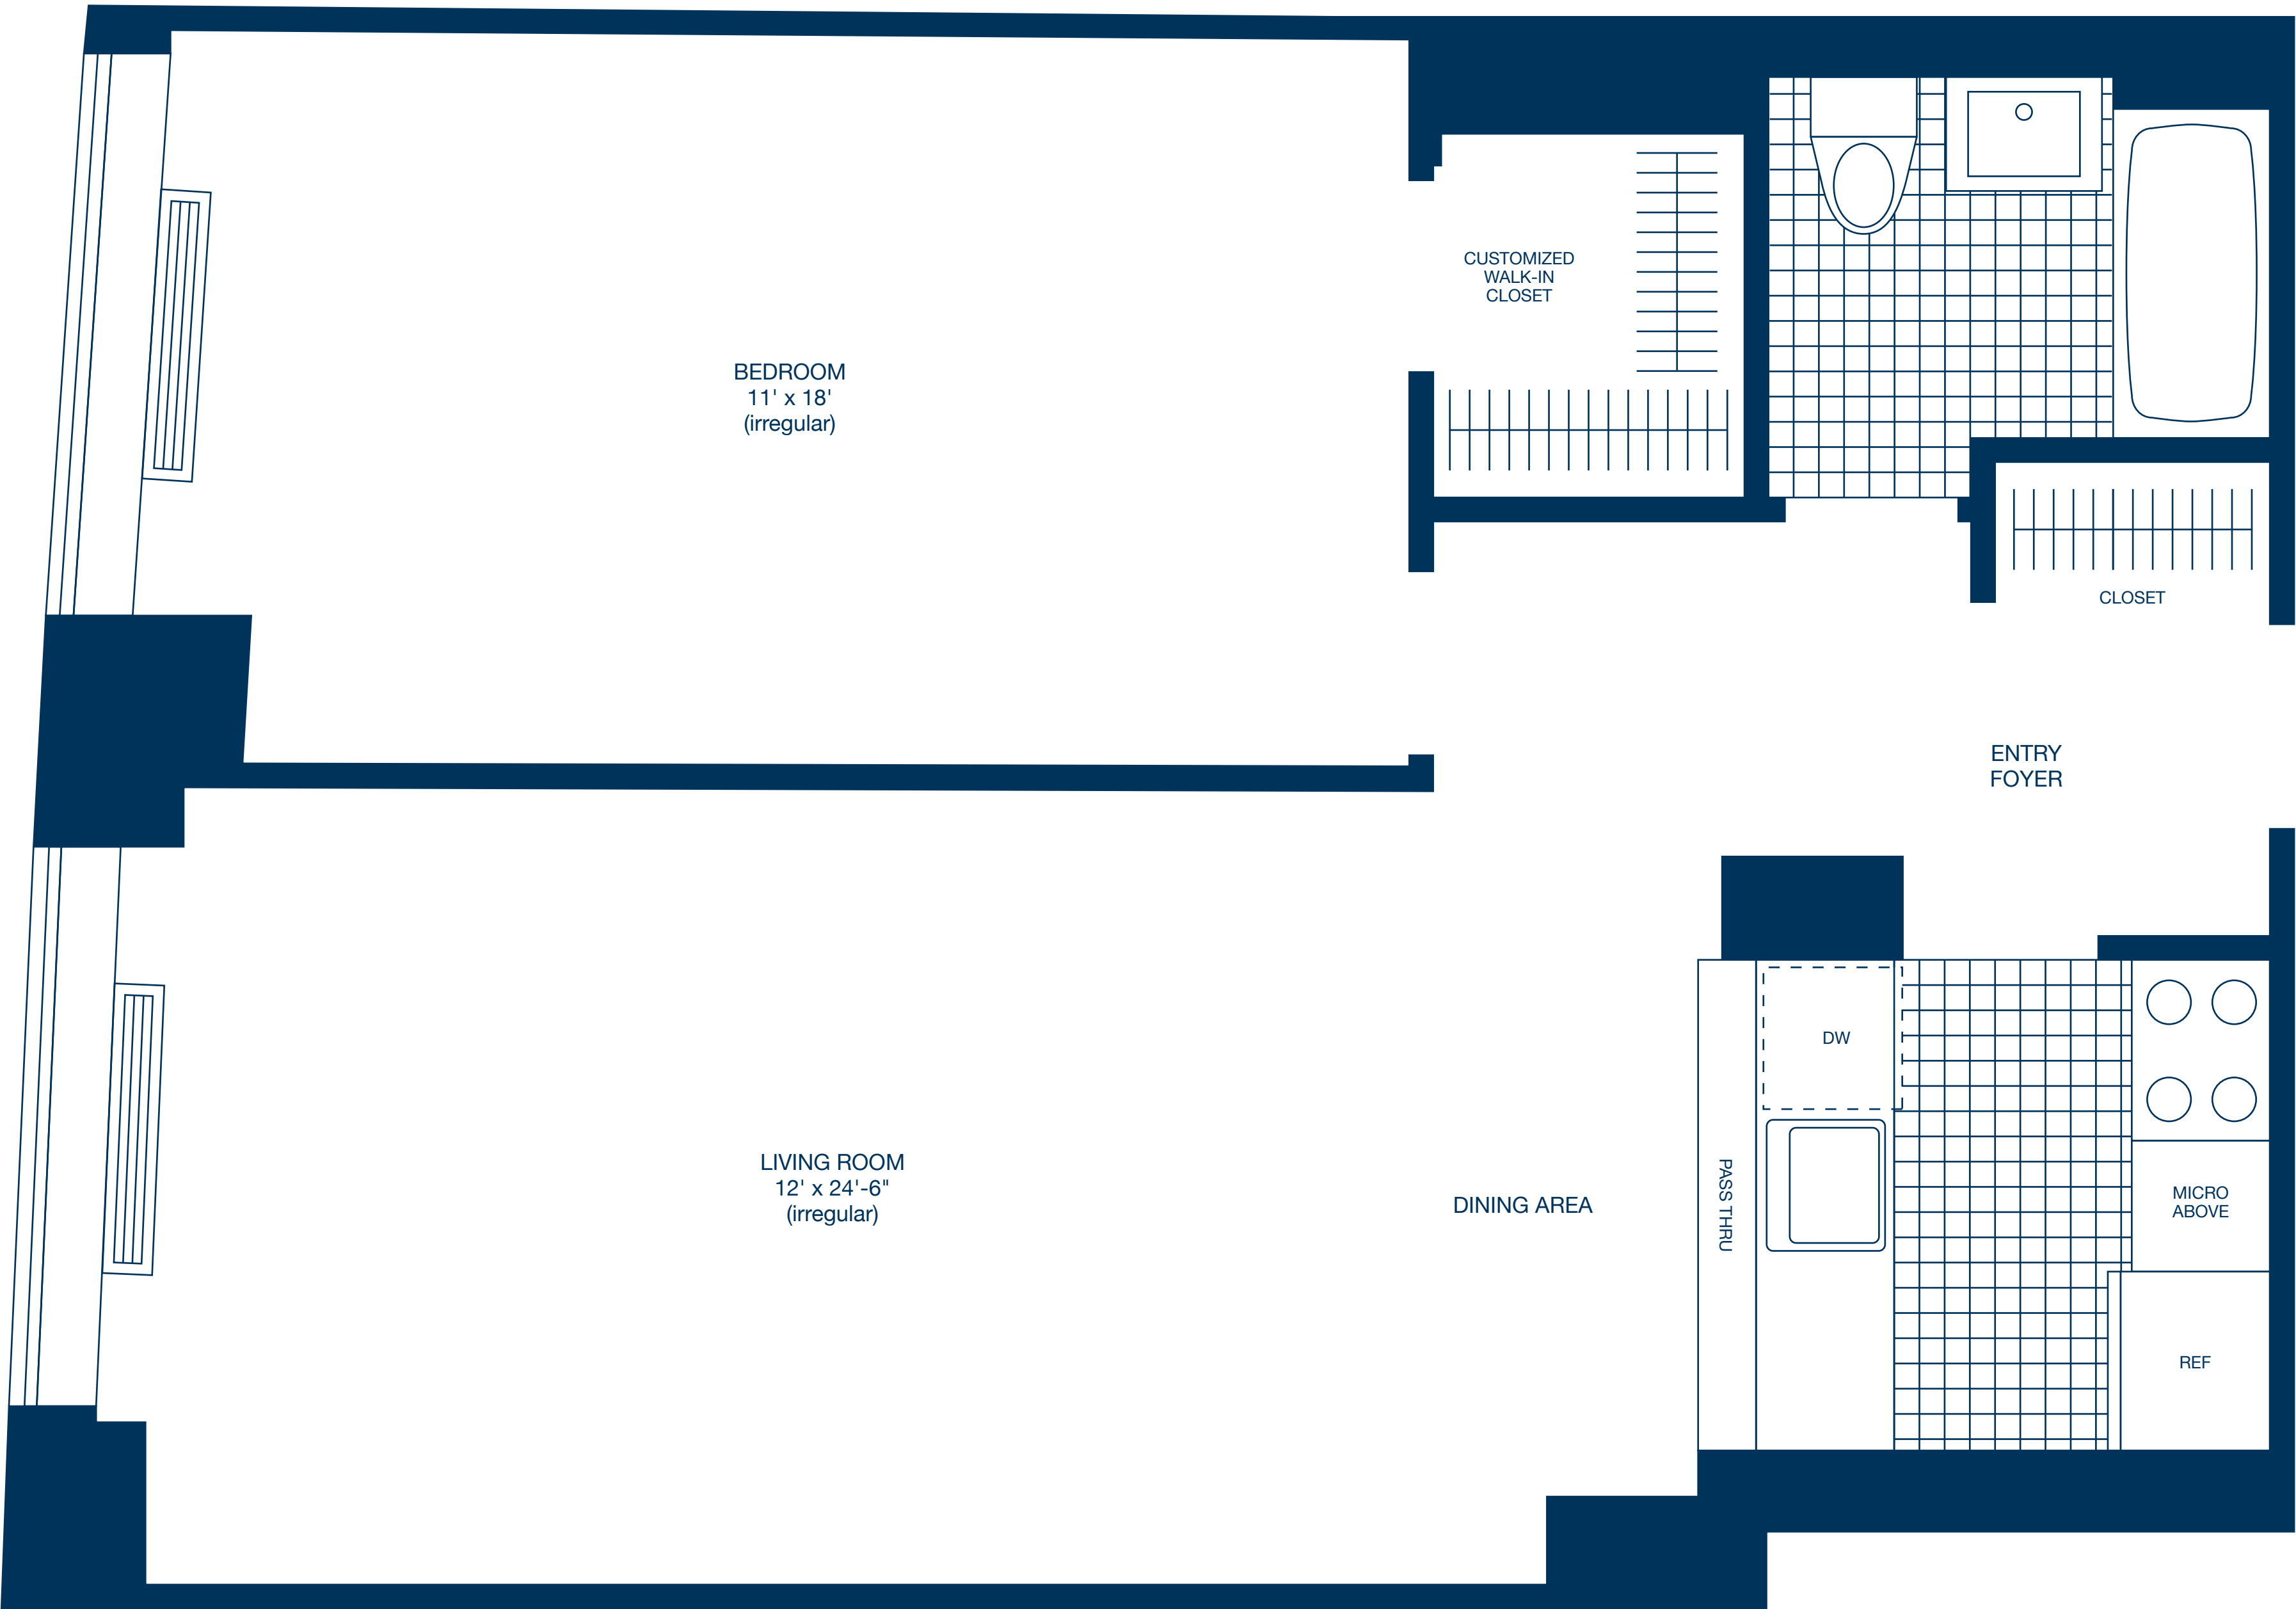 CUSTOMIZED
WALK-IN
CLOSET
BEDROOM
11' x 18'
(irregular)
CLOSET
ENTRY
FOYER
DW
LIVING ROOM
12' x 24'-6"
(irregular)
DINING AREA
PASS THRU
MICRO
ABOVE
REF